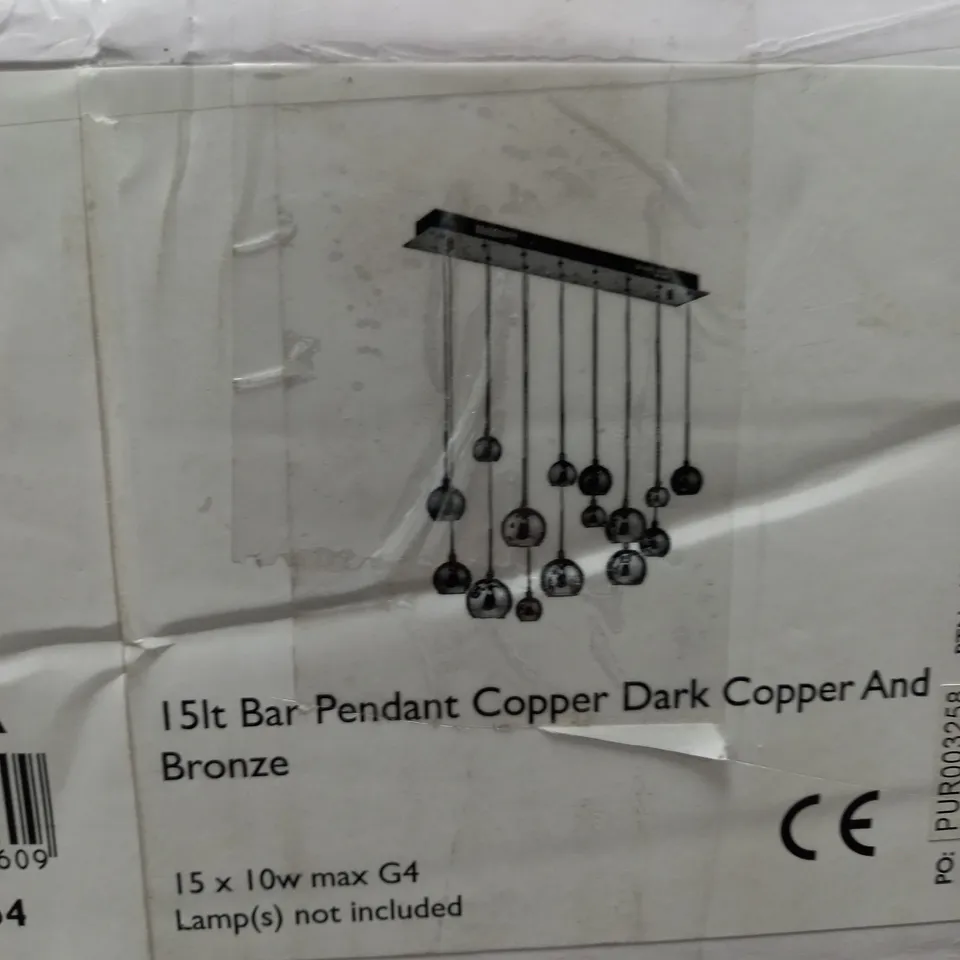 15lt Bar Pendant Copper Dark Copper And
Bronze
15 x 10w max G4
Lamp(s) not included
CE
609
4
PO: PUR003258